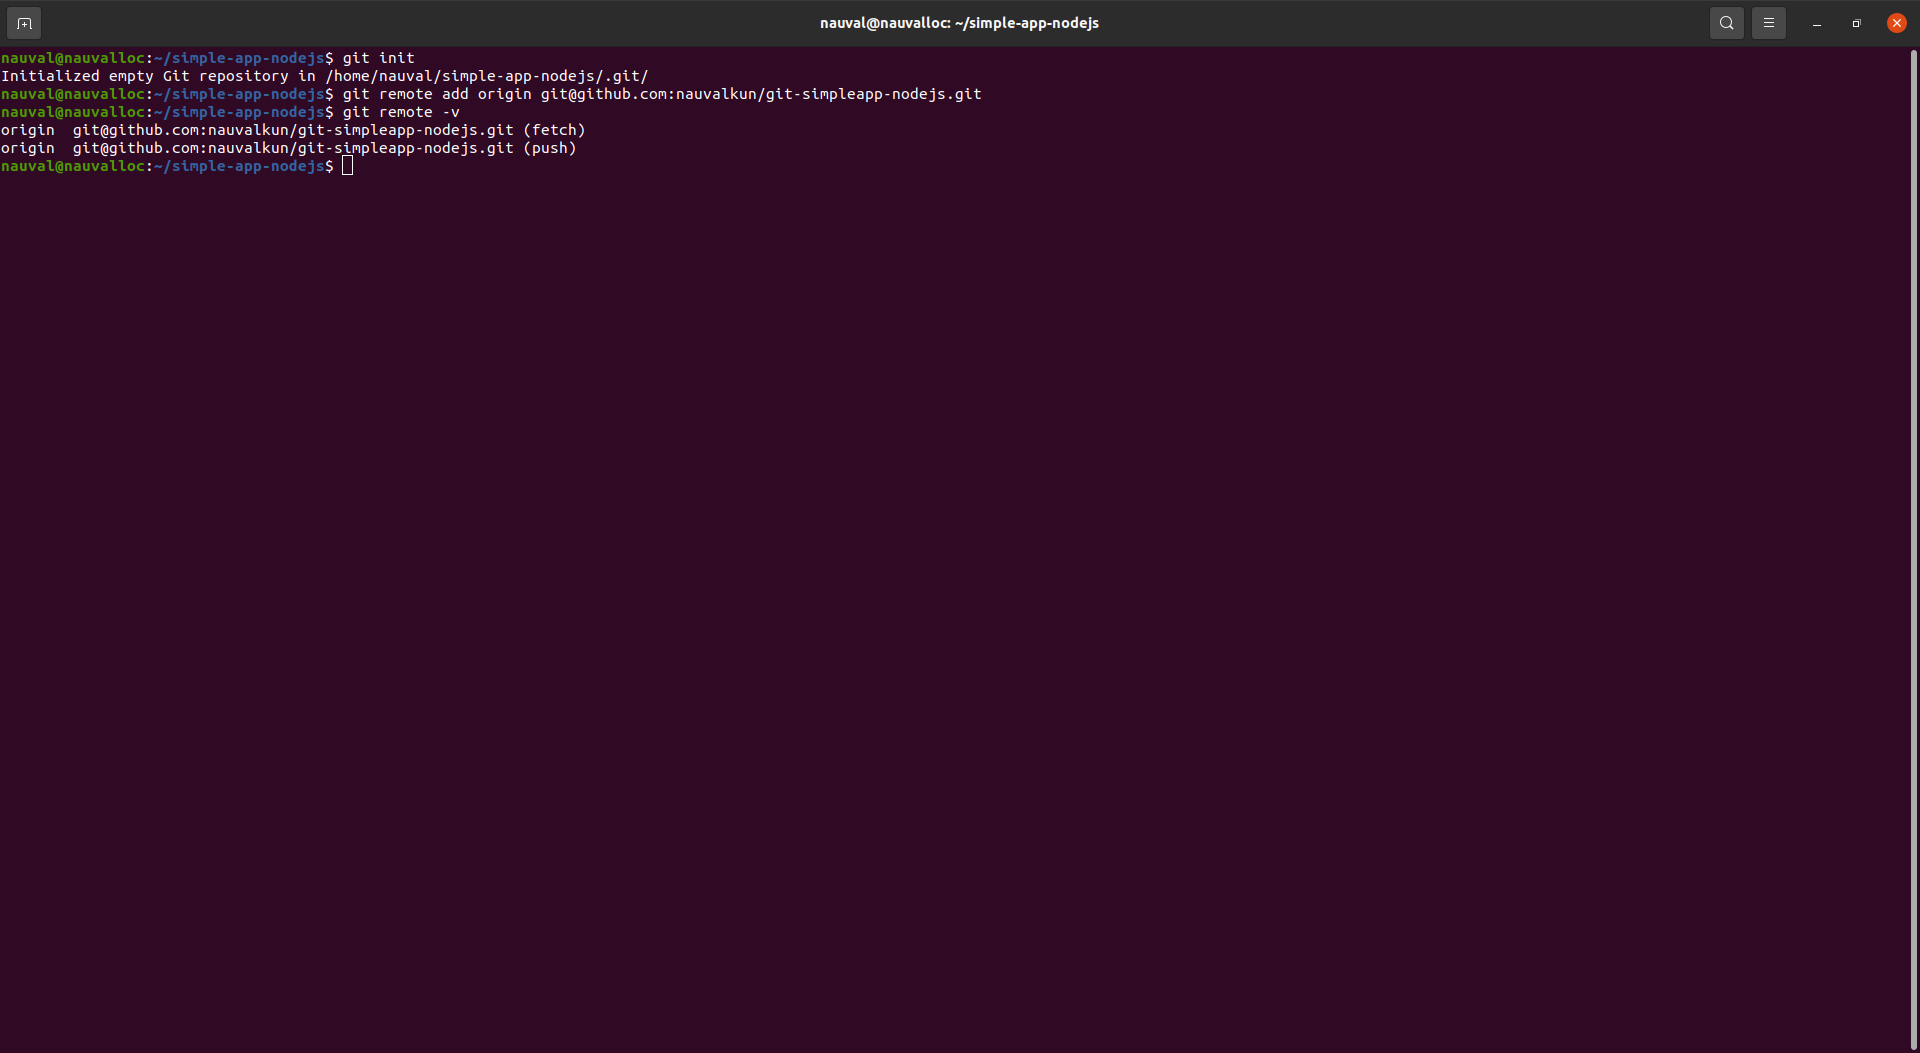 nauval@nauvalloc: ~/simple-app-nodejs
nauval@nauvalloc:~/simple-app-nodejs$ git init
Initialized empty Git repository in /home/nauval/simple-app-nodejs/.git/
nauval@nauvalloc:~/simple-app-nodejs$ git remote add origin git@github.com:nauvalkun/git-simpleapp-nodejs.git
nauval@nauvalloc:~/simple-app-nodejs$ git remote -v
origin  git@github.com:nauvalkun/git-simpleapp-nodejs.git (fetch)
origin  git@github.com:nauvalkun/git-simpleapp-nodejs.git (push)
nauval@nauvalloc:~/simple-app-nodejs$